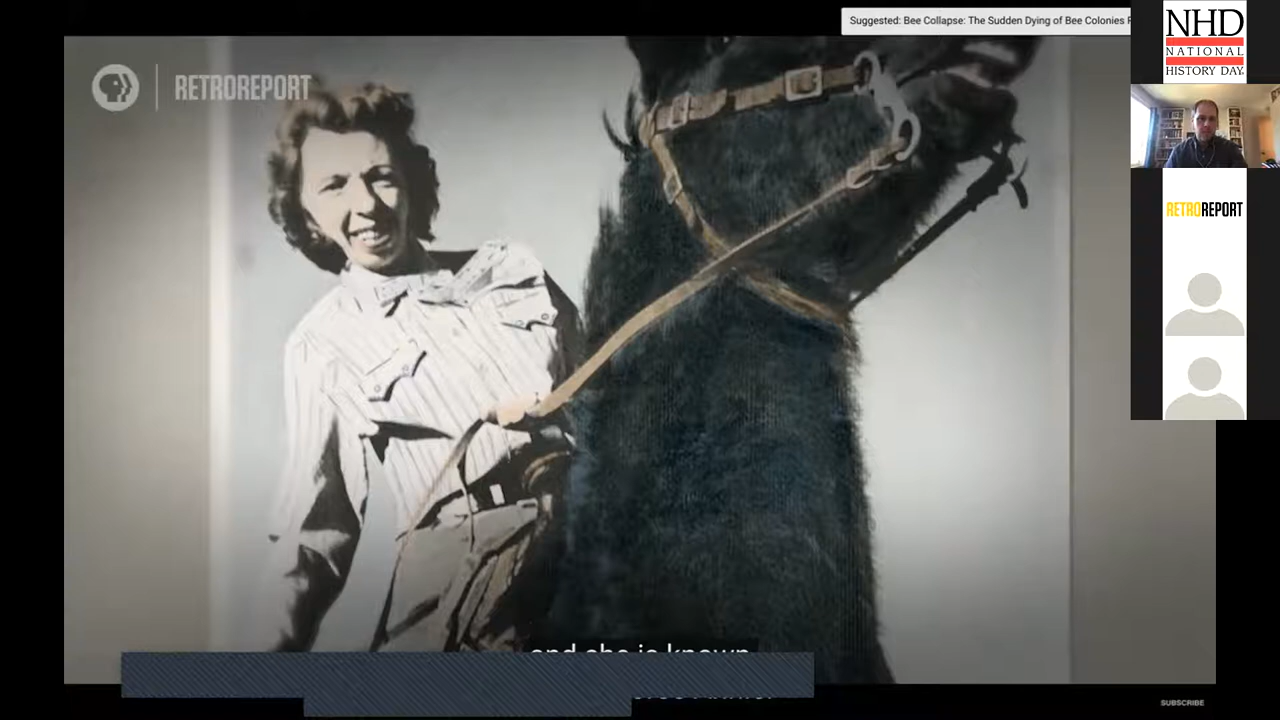 Suggested: Bee Collapse: The Sudden Dying of Bee Colonies
NHD
NATIONAL
HISTORY DAY
RETROREPORT
RETROREPORT
and she is known
SUBSCRIBE